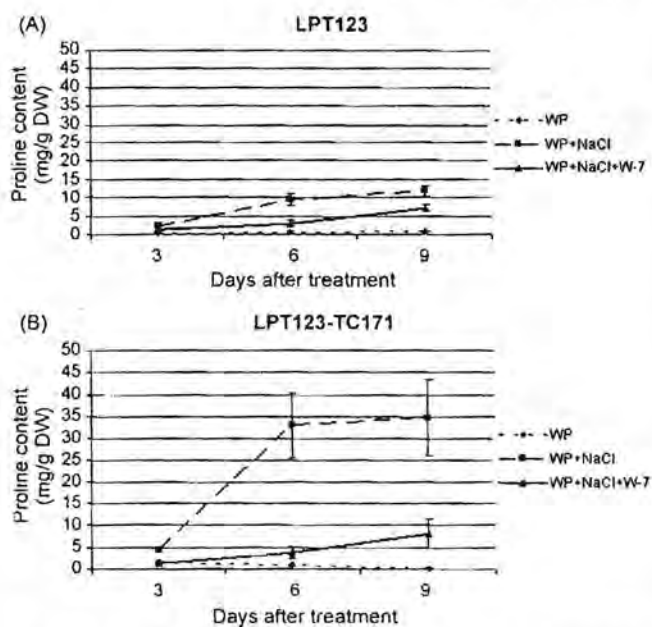 (A)
LPT123
Proline content
(mg/g DW)
50
45
40
35
30
25
20
15
10
5
0
3
6
9
Days after treatment
WP
WP+NaCl
WP+NaCl+W-7
(B)
LPT123-TC171
Proline content
(mg/g DW)
50
45
40
35
30
25
20
15
10
5
0
3
6
9
Days after treatment
WP
WP+NaCl
WP+NaCl+W-7